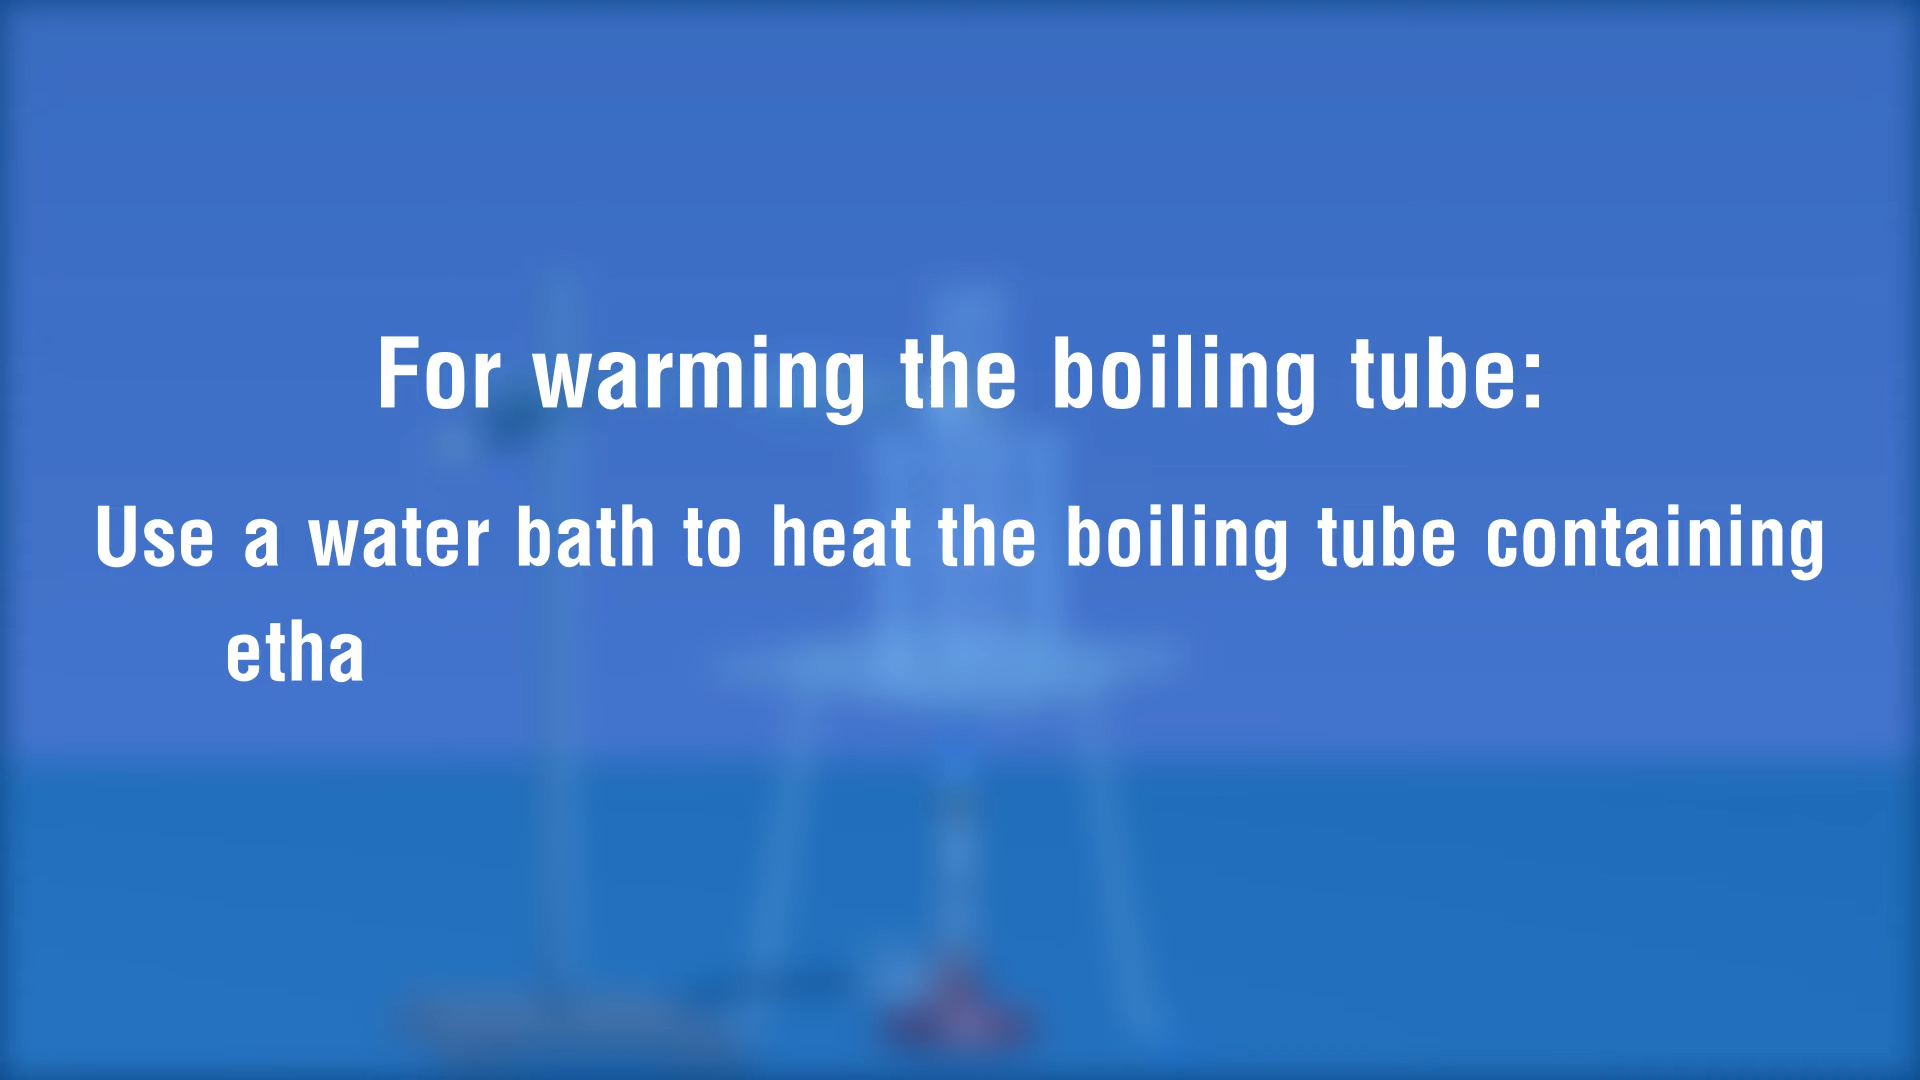 For warming the boiling tube:
Use a water bath to heat the boiling tube containing
etha